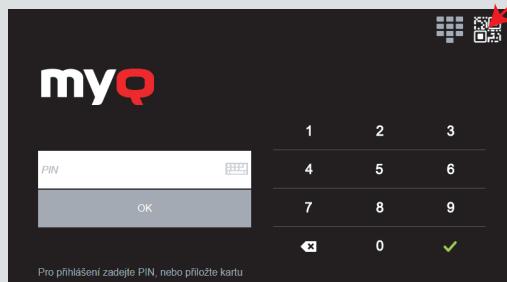 myQ
1 2 3
PIN
4 5 6
OK
7 8 9
0
Pro přihlášení zadejte PIN, nebo přiložte kartu